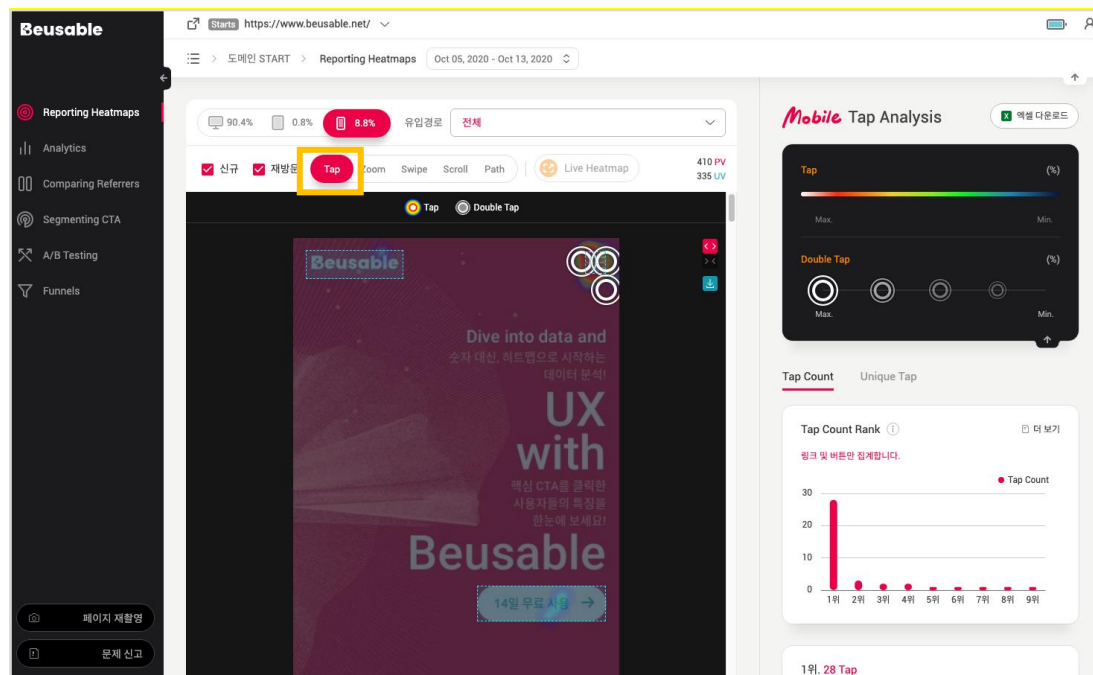 Beusable
Starts https://www.beusable.net/
도메인 START > Reporting Heatmaps Oct 05, 2020 - Oct 13, 2020
Reporting Heatmaps
Analytics
Comparing Referrers
Segmenting CTA
A/B Testing
Funnels
페이지 재촬영
문제 신고
90.4% 0.8% 8.8% 유입경로 전체
신규 재방문 Tap Zoom Swipe Scroll Path Live Heatmap
410 PV
335 UV
Tap Double Tap
Beusable
Dive into data and
숫자 대신, 히트맵으로 시작하는
데이터 분석!
UX
with
핵심 CTA를 클릭한
사용자들의 특징을
한눈에 보세요!
Beusable
14일 무료 사용 →
Mobile Tap Analysis
엑셀 다운로드
Tap (%)
Max. Min.
Double Tap (%)
Max. Min.
Tap Count Unique Tap
Tap Count Rank 더 보기
링크 및 버튼만 집계합니다.
Tap Count
30
20
10
0
1위 2위 3위 4위 5위 6위 7위 8위 9위
1위. 28 Tap